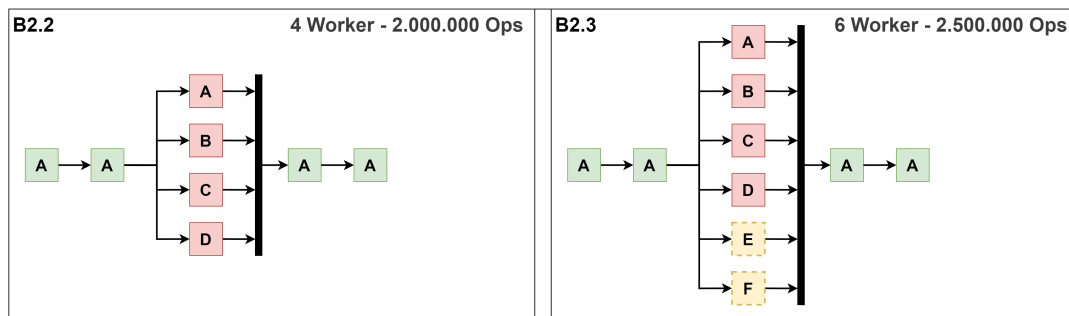 B2.2
4 Worker - 2.000.000 Ops
A
B
A A A A
C
D
B2.3
6 Worker - 2.500.000 Ops
A
B
C
A A A A
D
E
F